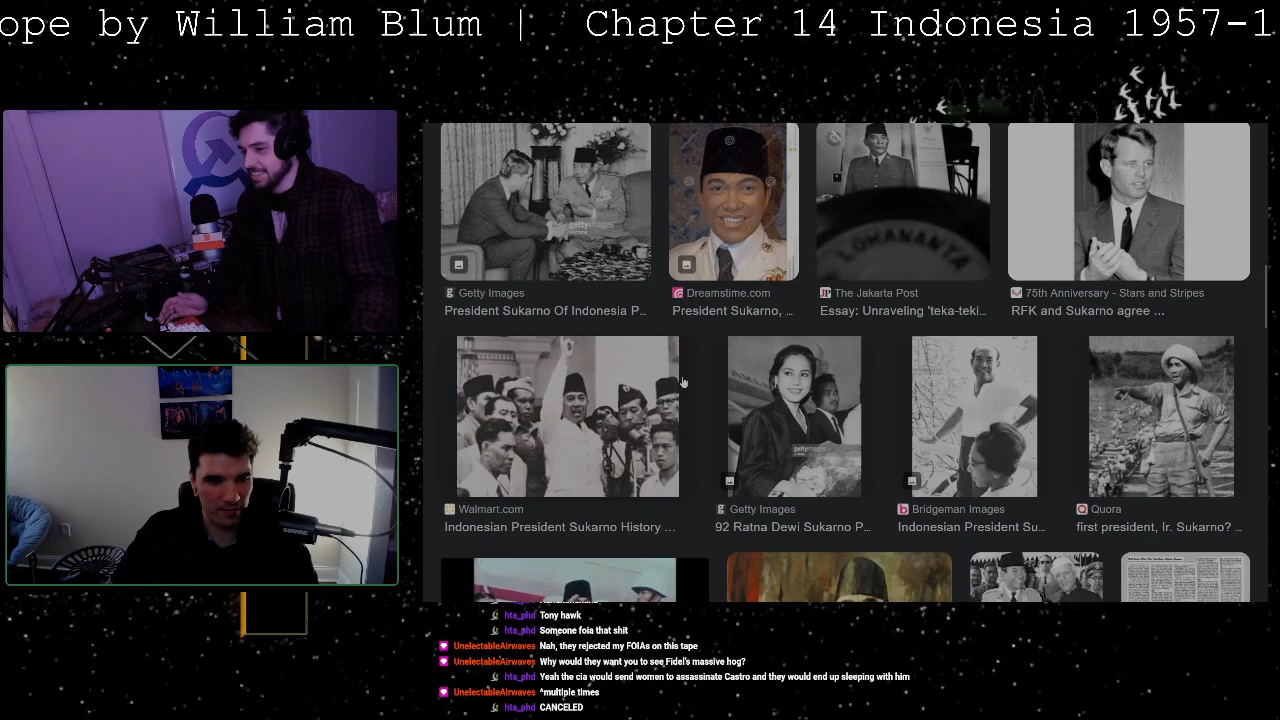 ope by William Blum | Chapter 14 Indonesia 1957-1
gettyimages
LOKANANTA
Getty Images
Dreamstime.com
The Jakarta Post
75th Anniversary - Stars and Stripes
President Sukarno Of Indonesia P...
President Sukarno, ...
Essay: Unraveling 'teka-teki...
RFK and Sukarno agree ...
gettyimages
Walmart.com
Getty Images
Bridgeman Images
Quora
Indonesian President Sukarno History ...
92 Ratna Dewi Sukarno P...
Indonesian President Su...
first president, Ir. Sukarno? ...
SHURE
hta_phd Tony hawk
hta_phd Someone foia that shit
UnelectableAirwaves Nah, they rejected my FOIAs on this tape
UnelectableAirwaves Why would they want you to see Fidel's massive hog?
hta_phd Yeah the cia would send women to assassinate Castro and they would end up sleeping with him
UnelectableAirwaves ^multiple times
hta_phd CANCELED